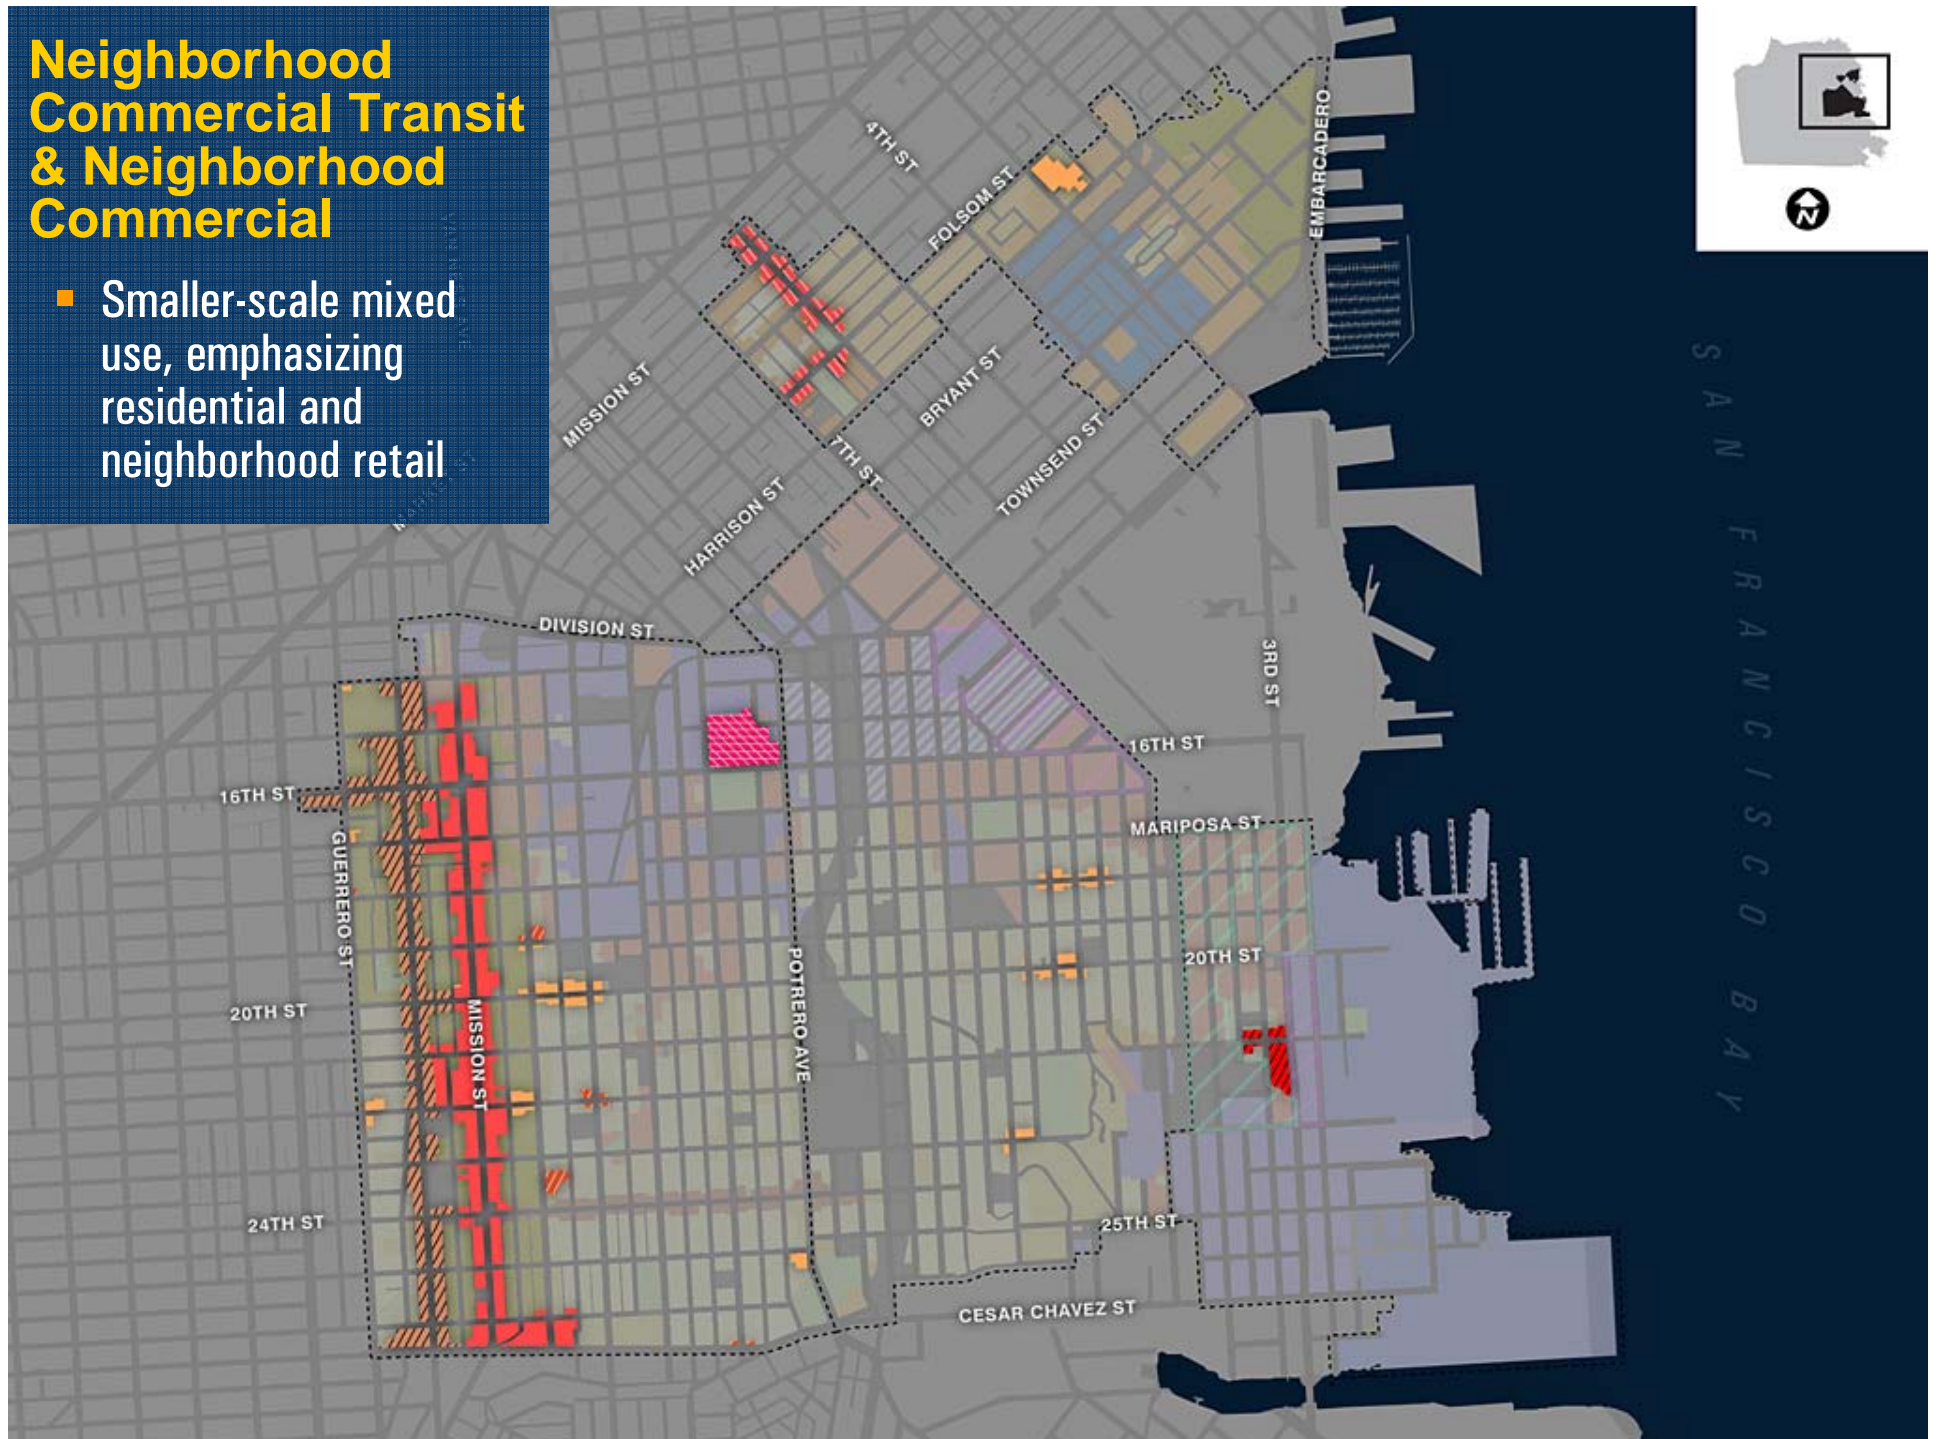 Neighborhood
Commercial Transit
& Neighborhood
Commercial
Smaller-scale mixed
use, emphasizing
residential and
neighborhood retail
N
4TH ST
FOLSOM ST
EMBARCADERO
MISSION ST
BRYANT ST
7TH ST
TOWNSEND ST
HARRISON ST
MARKET ST
DIVISION ST
3RD ST
16TH ST
16TH ST
MARIPOSA ST
GUERRERO ST
20TH ST
POTRERO AVE
20TH ST
MISSION ST
24TH ST
25TH ST
CESAR CHAVEZ ST
SAN FRANCISCO BAY